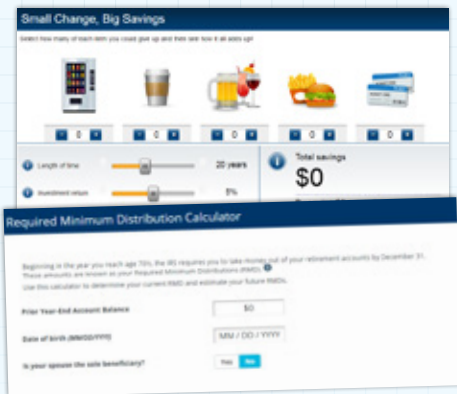 Small Change, Big Savings
Select how many of each item you could give up and then see how it all adds up!
0 0 0 0 0
Length of time 20 years
Investment return 5%
Total savings
$0
Required Minimum Distribution Calculator
Beginning in the year you reach age 70½, the IRS requires you to take money out of your retirement accounts by December 31.
These amounts are known as your Required Minimum Distributions (RMD).
Use this calculator to determine your current RMD and estimate your future RMDs.
Prior Year-End Account Balance $0
Date of birth (MM/DD/YYYY) MM / DD / YYYY
Is your spouse the sole beneficiary? Yes No